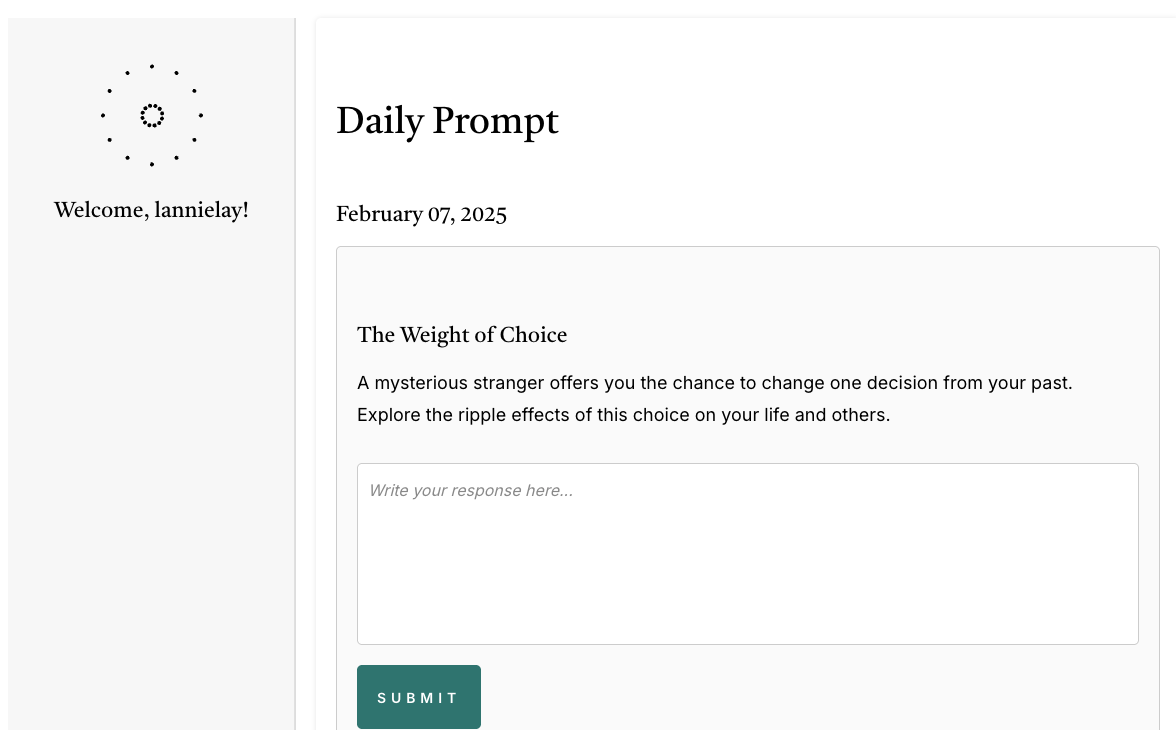 Welcome, lannielay!
Daily Prompt
February 07, 2025
The Weight of Choice
A mysterious stranger offers you the chance to change one decision from your past.
Explore the ripple effects of this choice on your life and others.
Write your response here...
SUBMIT